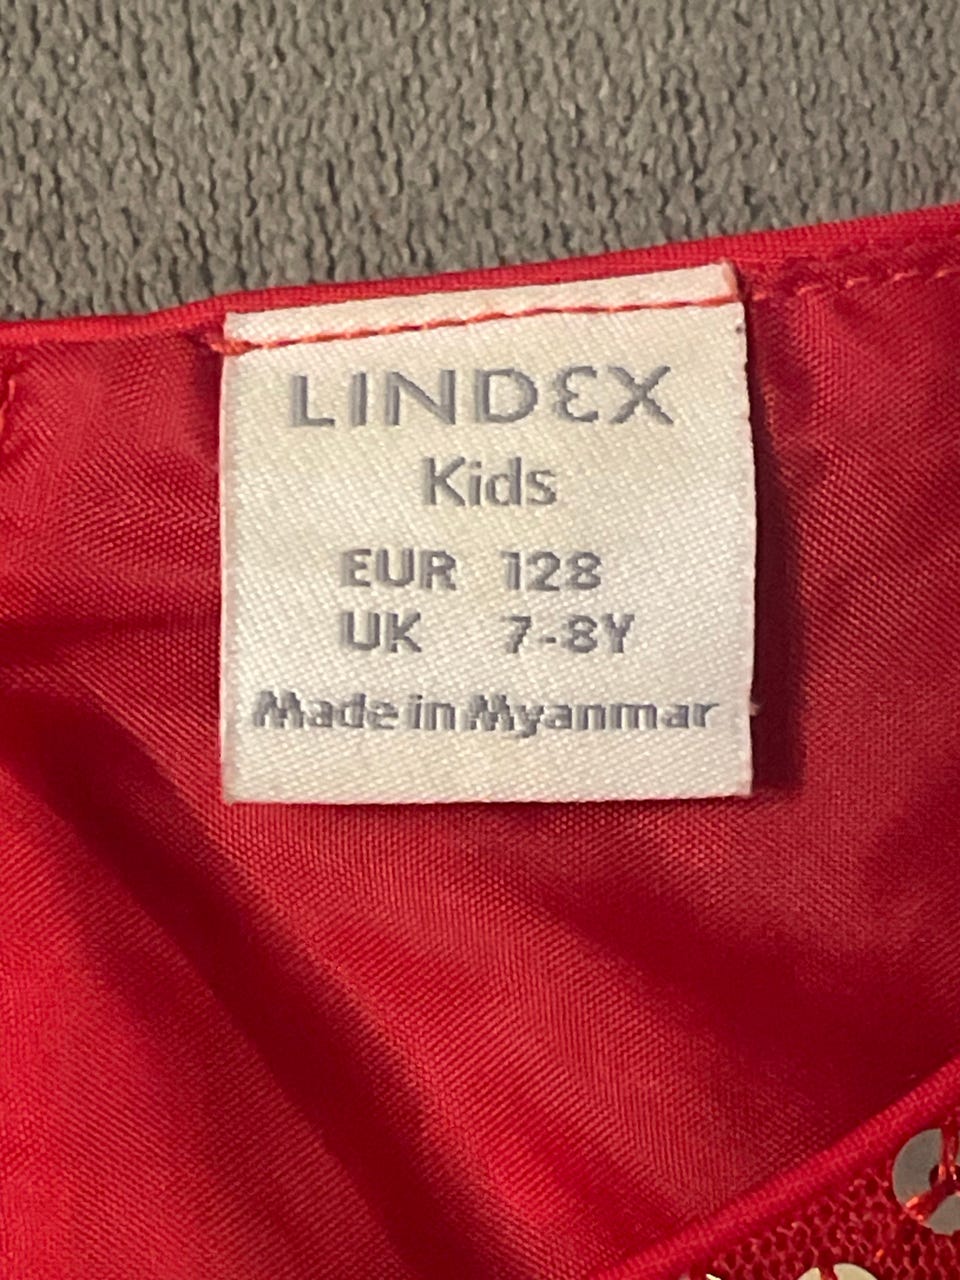 LINDEX
Kids
EUR 128
UK 7-8Y
Made in Myanmar